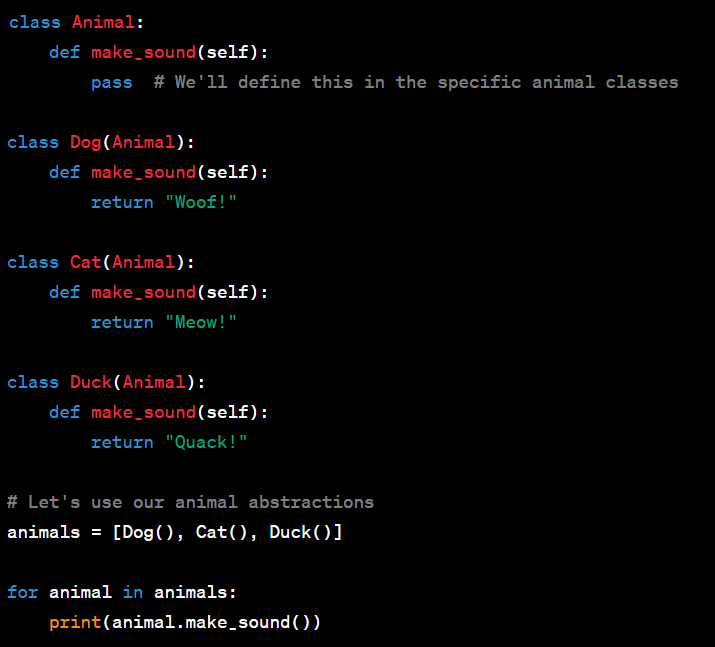 class Animal:
    def make_sound(self):
        pass  # We'll define this in the specific animal classes

class Dog(Animal):
    def make_sound(self):
        return "Woof!"

class Cat(Animal):
    def make_sound(self):
        return "Meow!"

class Duck(Animal):
    def make_sound(self):
        return "Quack!"

# Let's use our animal abstractions
animals = [Dog(), Cat(), Duck()]

for animal in animals:
    print(animal.make_sound())